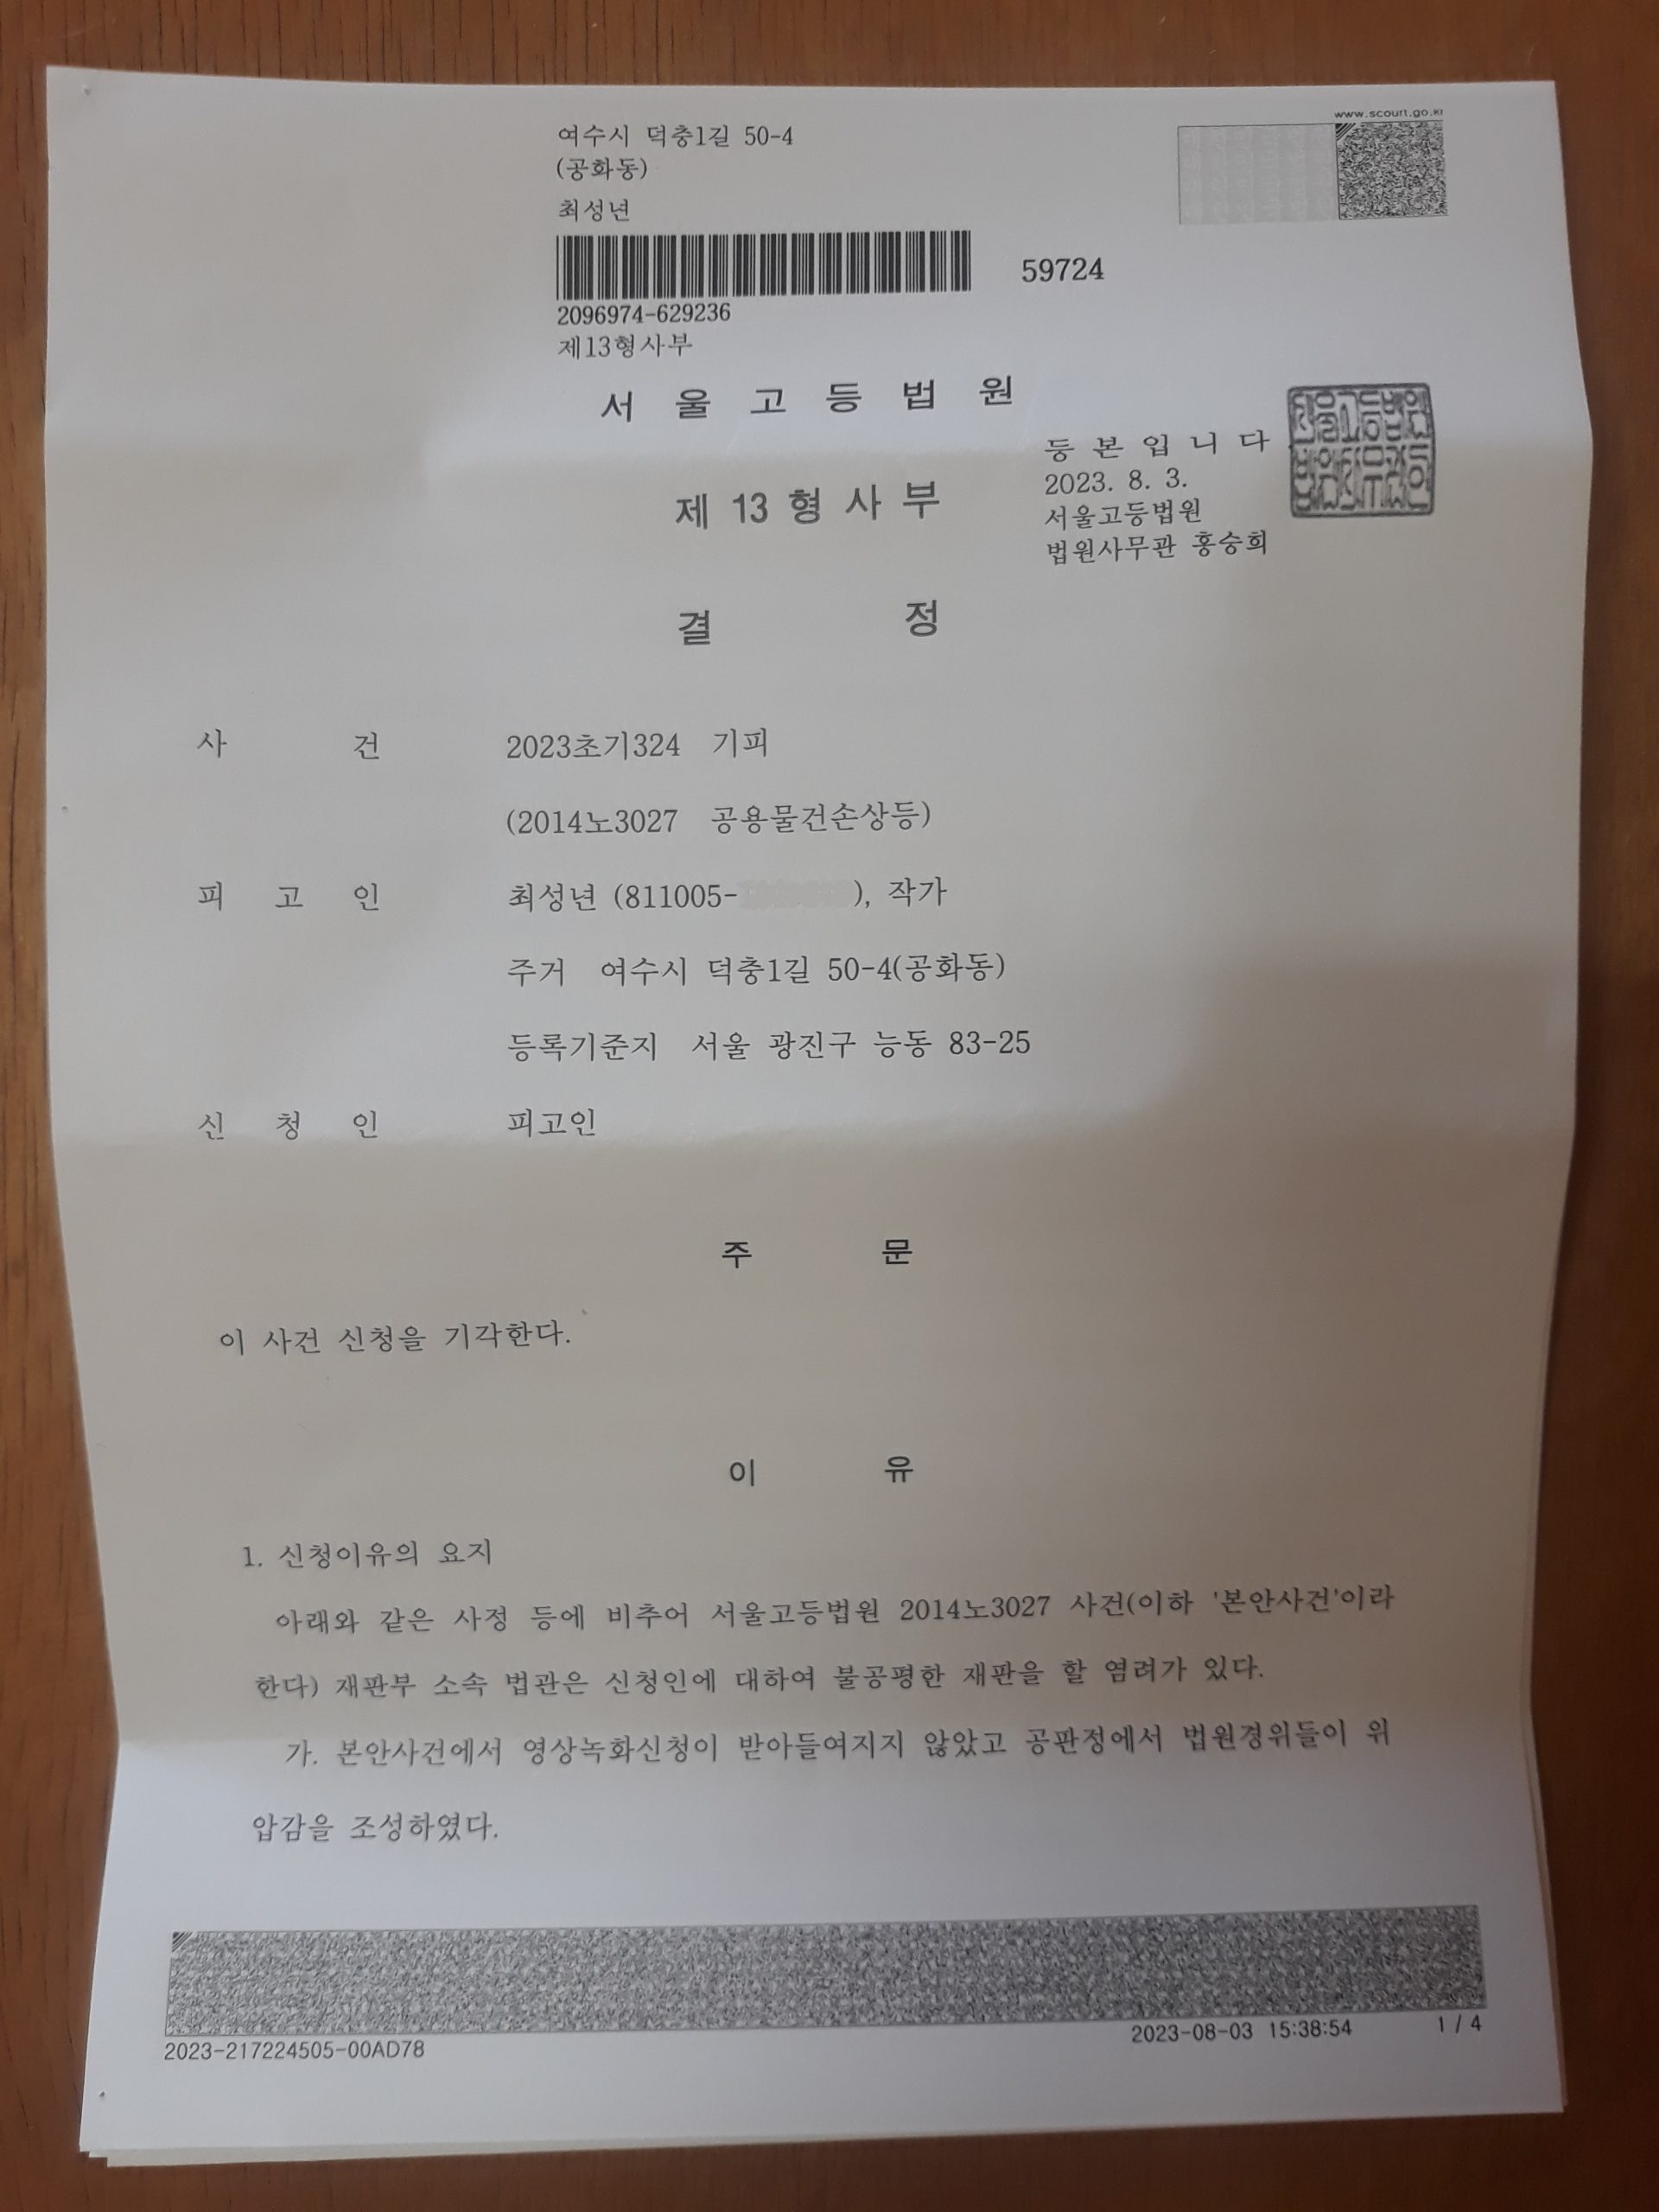 www.scourt.go.kr
여수시 덕충1길 50-4
(공화동)
최성년
59724
2096974-629236
제13형사부
서 울 고 등 법 원
등 본 입 니 다
2023. 8. 3.
서울고등법원
법원사무관 홍승희
제 13 형 사 부
결 정
사 건 2023초기324 기피
(2014노3027 공용물건손상등)
피 고 인 최성년 (811005- ), 작가
주거 여수시 덕충1길 50-4(공화동)
등록기준지 서울 광진구 능동 83-25
신 청 인 피고인
주 문
이 사건 신청을 기각한다.
이 유
1. 신청이유의 요지
아래와 같은 사정 등에 비추어 서울고등법원 2014노3027 사건(이하 '본안사건'이라
한다) 재판부 소속 법관은 신청인에 대하여 불공평한 재판을 할 염려가 있다.
가. 본안사건에서 영상녹화신청이 받아들여지지 않았고 공판정에서 법원경위들이 위
압감을 조성하였다.
2023-217224505-00AD78
2023-08-03 15:38:54 1 / 4